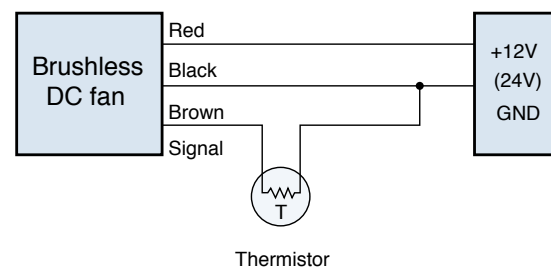 Brushless
DC fan
Red
Black
Brown
Signal
+12V
(24V)
GND
T
Thermistor